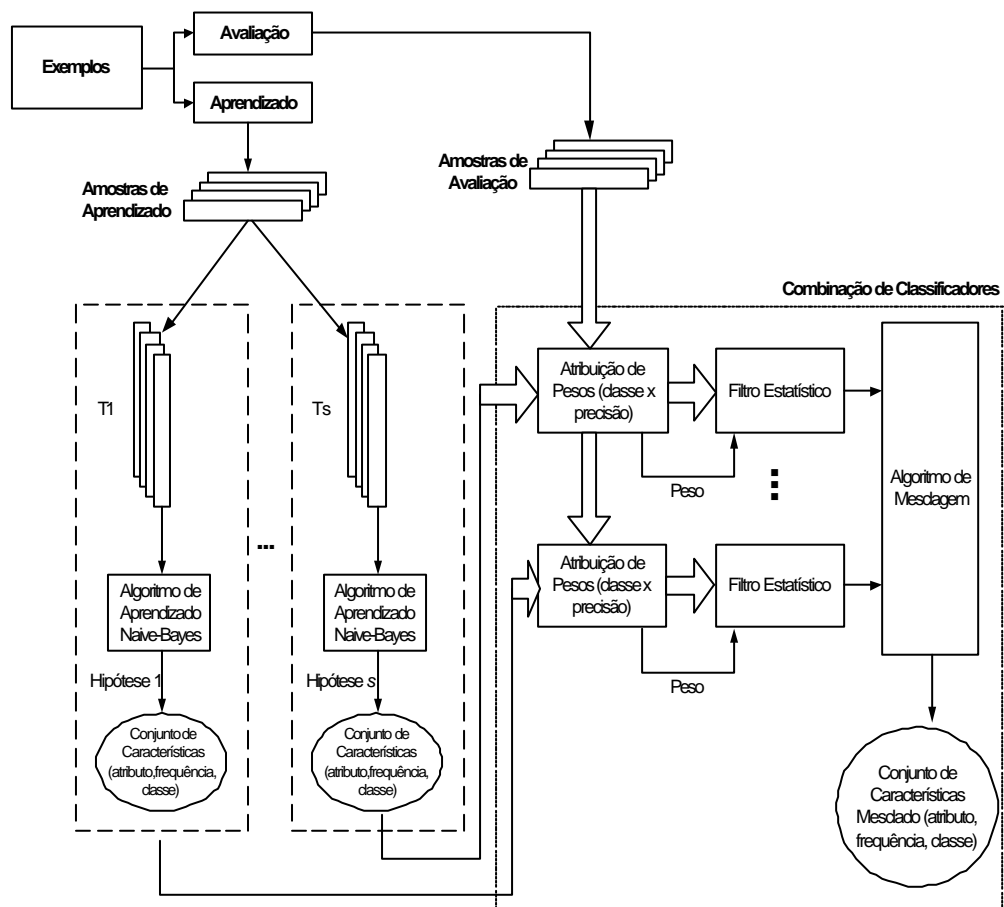 Exemplos
Avaliação
Aprendizado
Amostras de
Aprendizado
Amostras de
Avaliação
Combinação de Classificadores
T1
Ts
...
Algoritmo de
Aprendizado
Naive-Bayes
Algoritmo de
Aprendizado
Naive-Bayes
Hipótese 1
Hipótese s
Conjunto de
Características
(atributo,frequência,
classe)
Conjunto de
Características
(atributo,frequência,
classe)
Atribuição de
Pesos (classe x
precisão)
Filtro Estatístico
Peso
...
Atribuição de
Pesos (classe x
precisão)
Filtro Estatístico
Peso
Algoritmo de
Mesclagem
Conjunto de
Características
Mesclado (atributo,
frequência, classe)